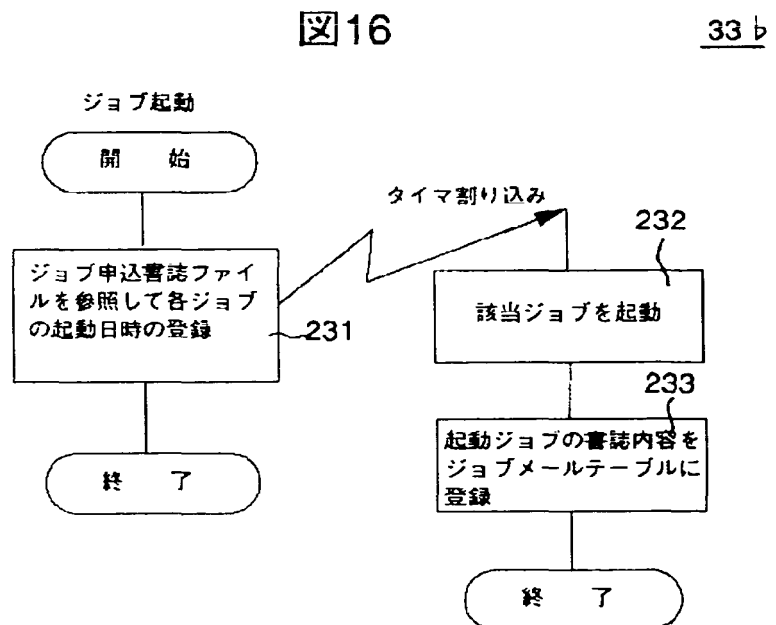 図16
33b
ジョブ起動
開 始
ジョブ申込書誌ファイ
ルを参照して各ジョブ
の起動日時の登録
231
終 了
タイマ割り込み
232
該当ジョブを起動
233
起動ジョブの書誌内容を
ジョブメールテーブルに
登録
終 了